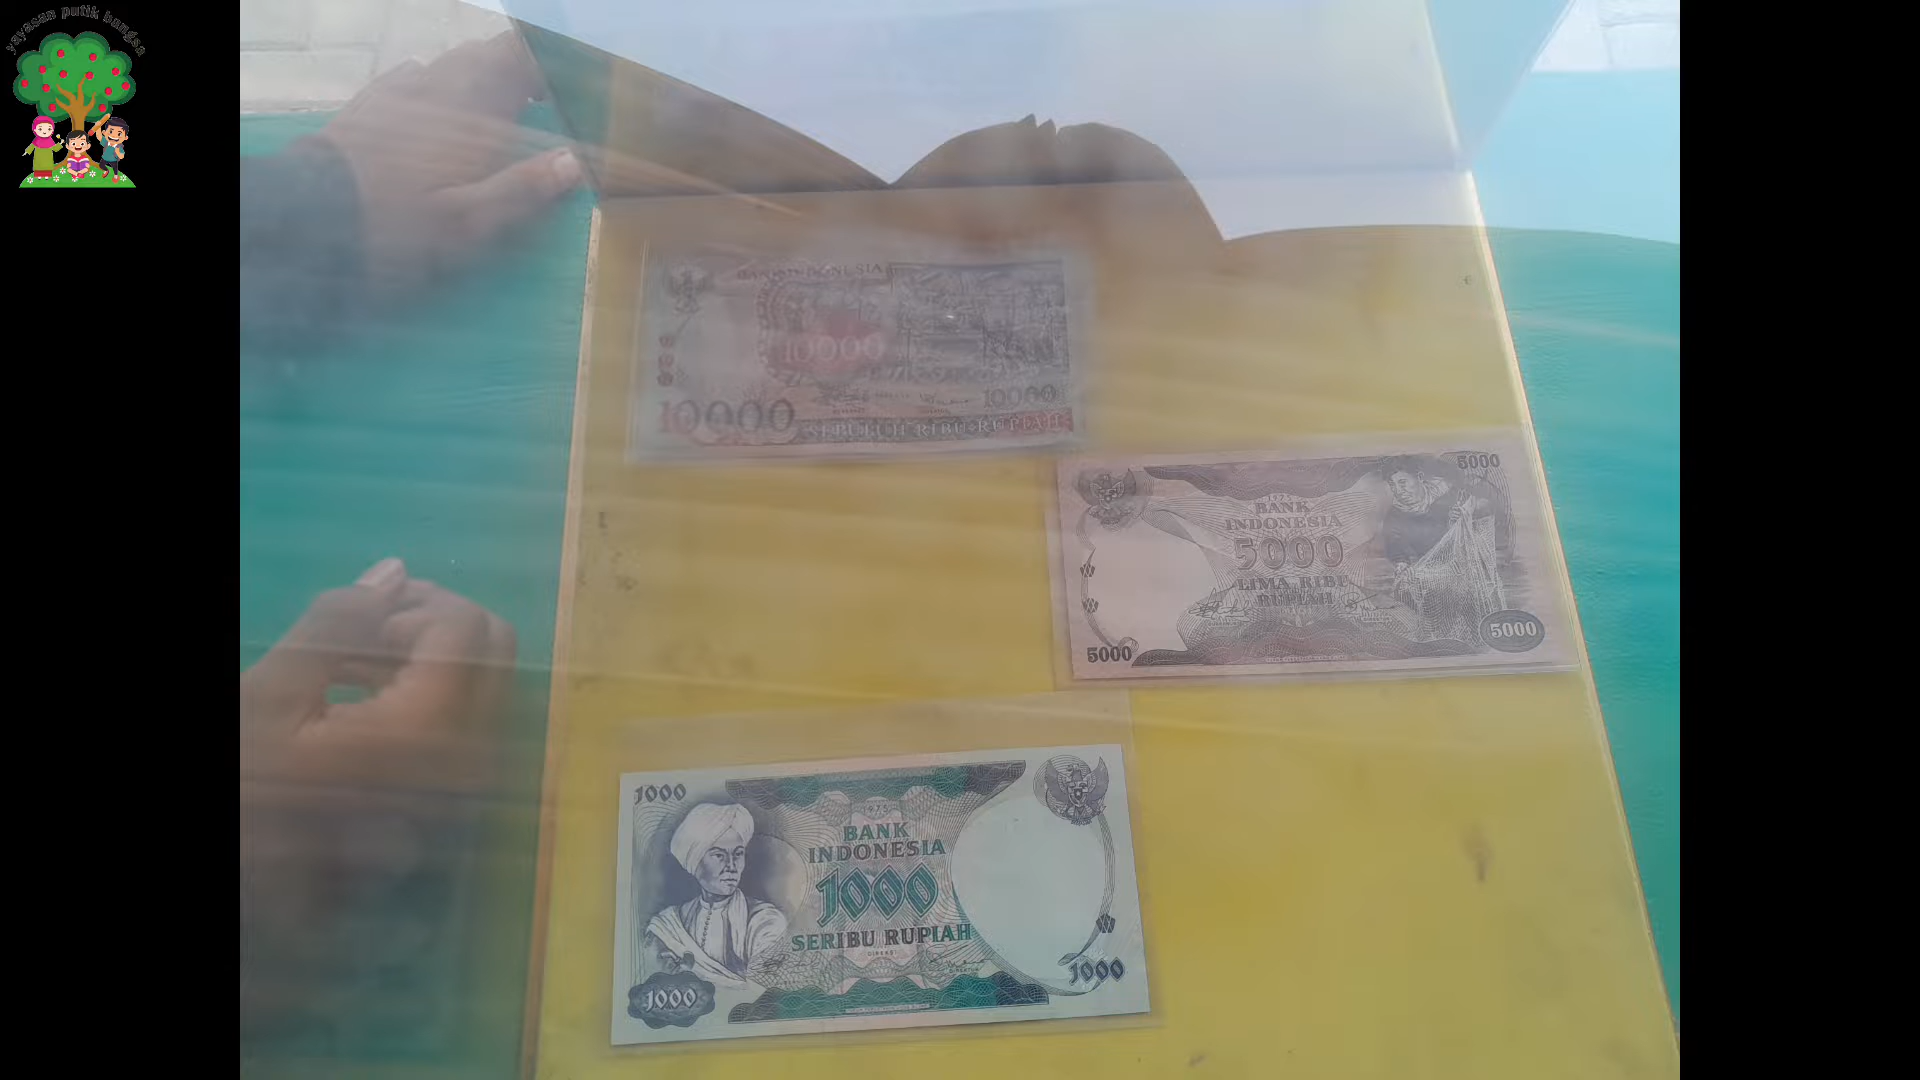 yayasan putik bangsa
BANK INDONESIA
10000
10000
10000
SEPULUH RIBU RUPIAH
5000
1975
BANK
INDONESIA
5000
LIMA RIBU
RUPIAH
5000
5000
1000
1975
BANK
INDONESIA
1000
SERIBU RUPIAH
DIREKSI
1000
1000